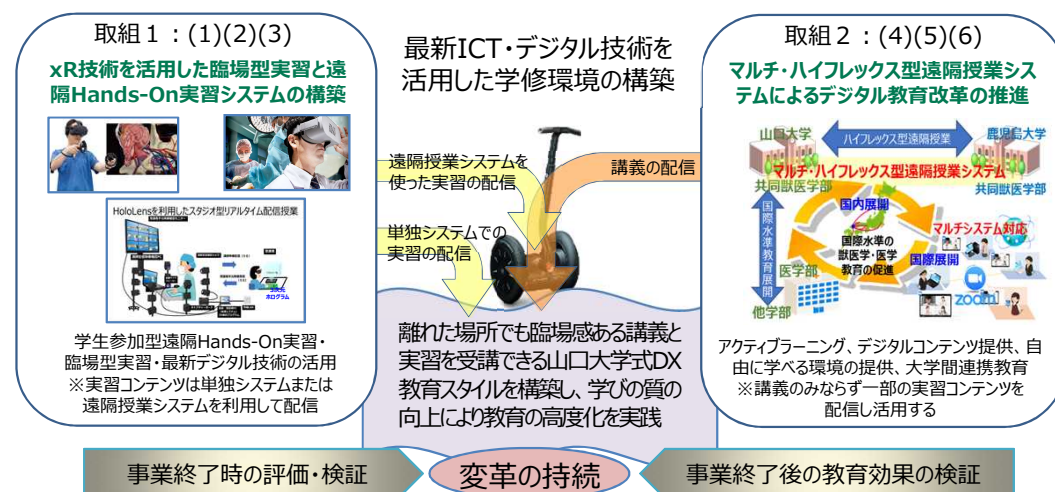 取組１：(1)(2)(3)
xR技術を活用した臨場型実習と遠
隔Hands-On実習システムの構築
HoloLensを利用したスタジオ型リアルタイム配信授業
ホログラム
学生参加型遠隔Hands-On実習・
臨場型実習・最新デジタル技術の活用
※実習コンテンツは単独システムまたは
遠隔授業システムを利用して配信
最新ICT・デジタル技術を
活用した学修環境の構築
遠隔授業システムを
使った実習の配信
講義の配信
単独システムでの
実習の配信
離れた場所でも臨場感ある講義と
実習を受講できる山口大学式DX
教育スタイルを構築し、学びの質の
向上により教育の高度化を実践
取組２：(4)(5)(6)
マルチ・ハイフレックス型遠隔授業シス
テムによるデジタル教育改革の推進
山口大学
ハイフレックス型遠隔授業
鹿児島大学
マルチ・ハイフレックス型遠隔授業システム
共同獣医学部
共同獣医学部
国内展開
マルチシステム対応
国際水準教育展開
国際水準の
獣医学・医学
教育の促進
国際展開
医学部
zoom
他学部
アクティブラーニング、デジタルコンテンツ提供、自
由に学べる環境の提供、大学間連携教育
※講義のみならず一部の実習コンテンツを
配信し活用する
事業終了時の評価・検証
変革の持続
事業終了後の教育効果の検証